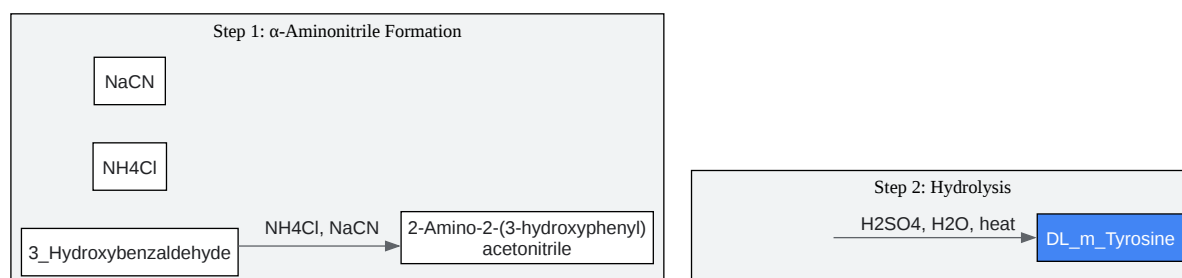 Step 1: α-Aminonitrile Formation
NaCN
NH4Cl
3_Hydroxybenzaldehyde
NH4Cl, NaCN
2-Amino-2-(3-hydroxyphenyl)
acetonitrile
Step 2: Hydrolysis
H2SO4, H2O, heat
DL_m_Tyrosine